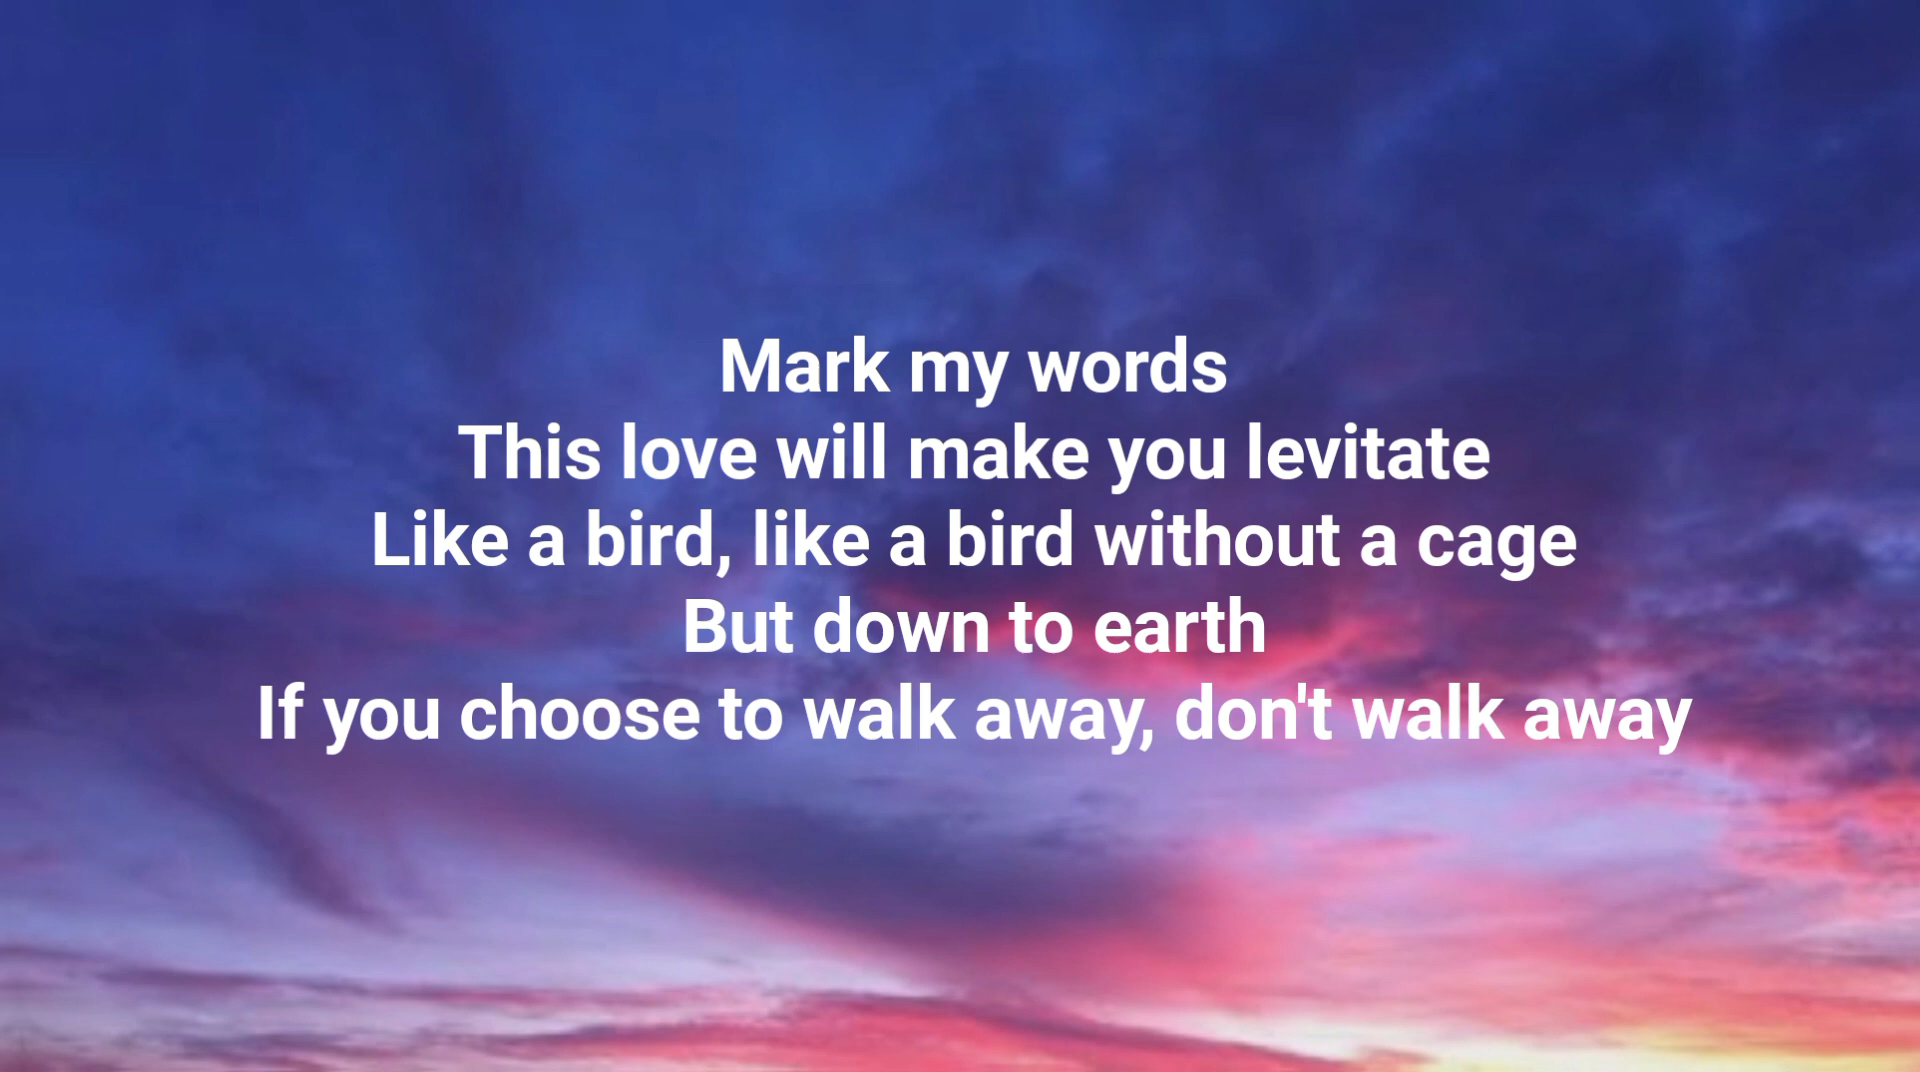 Mark my words
This love will make you levitate
Like a bird, like a bird without a cage
But down to earth
If you choose to walk away, don't walk away